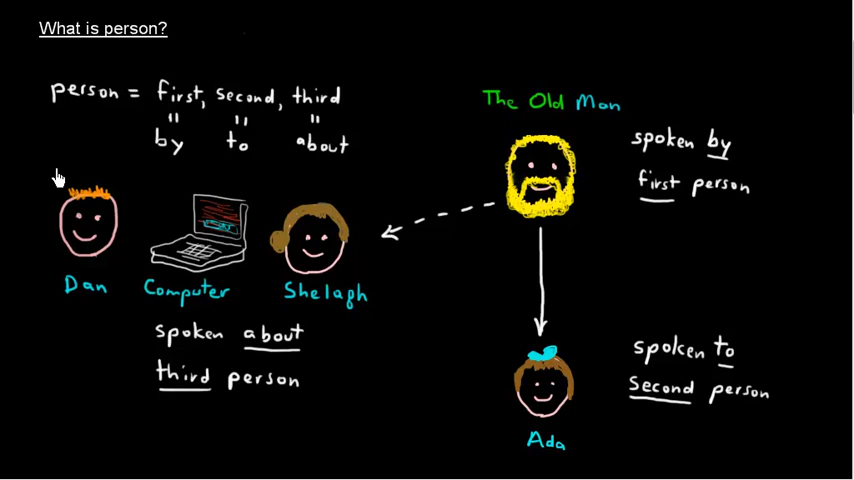 What is person?
person = first, second, third
" " "
by to about
The Old Man
spoken by
first person
Dan Computer Shelagh
spoken about
third person
spoken to
second person
Ada